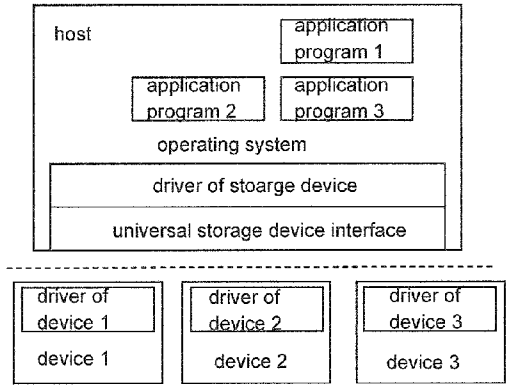 host
application
program 1
application
program 2
application
program 3
operating system
driver of stoarge device
universal storage device interface
driver of
device 1
device 1
driver of
device 2
device 2
driver of
device 3
device 3